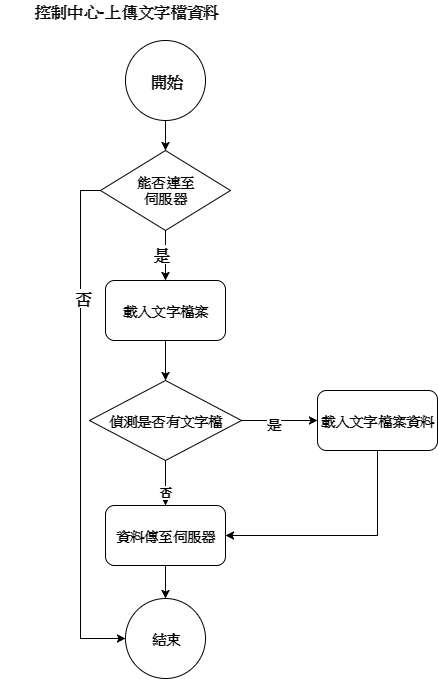 控制中心-上傳文字檔資料
開始
能否連至
伺服器
是
否
載入文字檔案
偵測是否有文字檔
是
載入文字檔案資料
否
資料傳至伺服器
結束